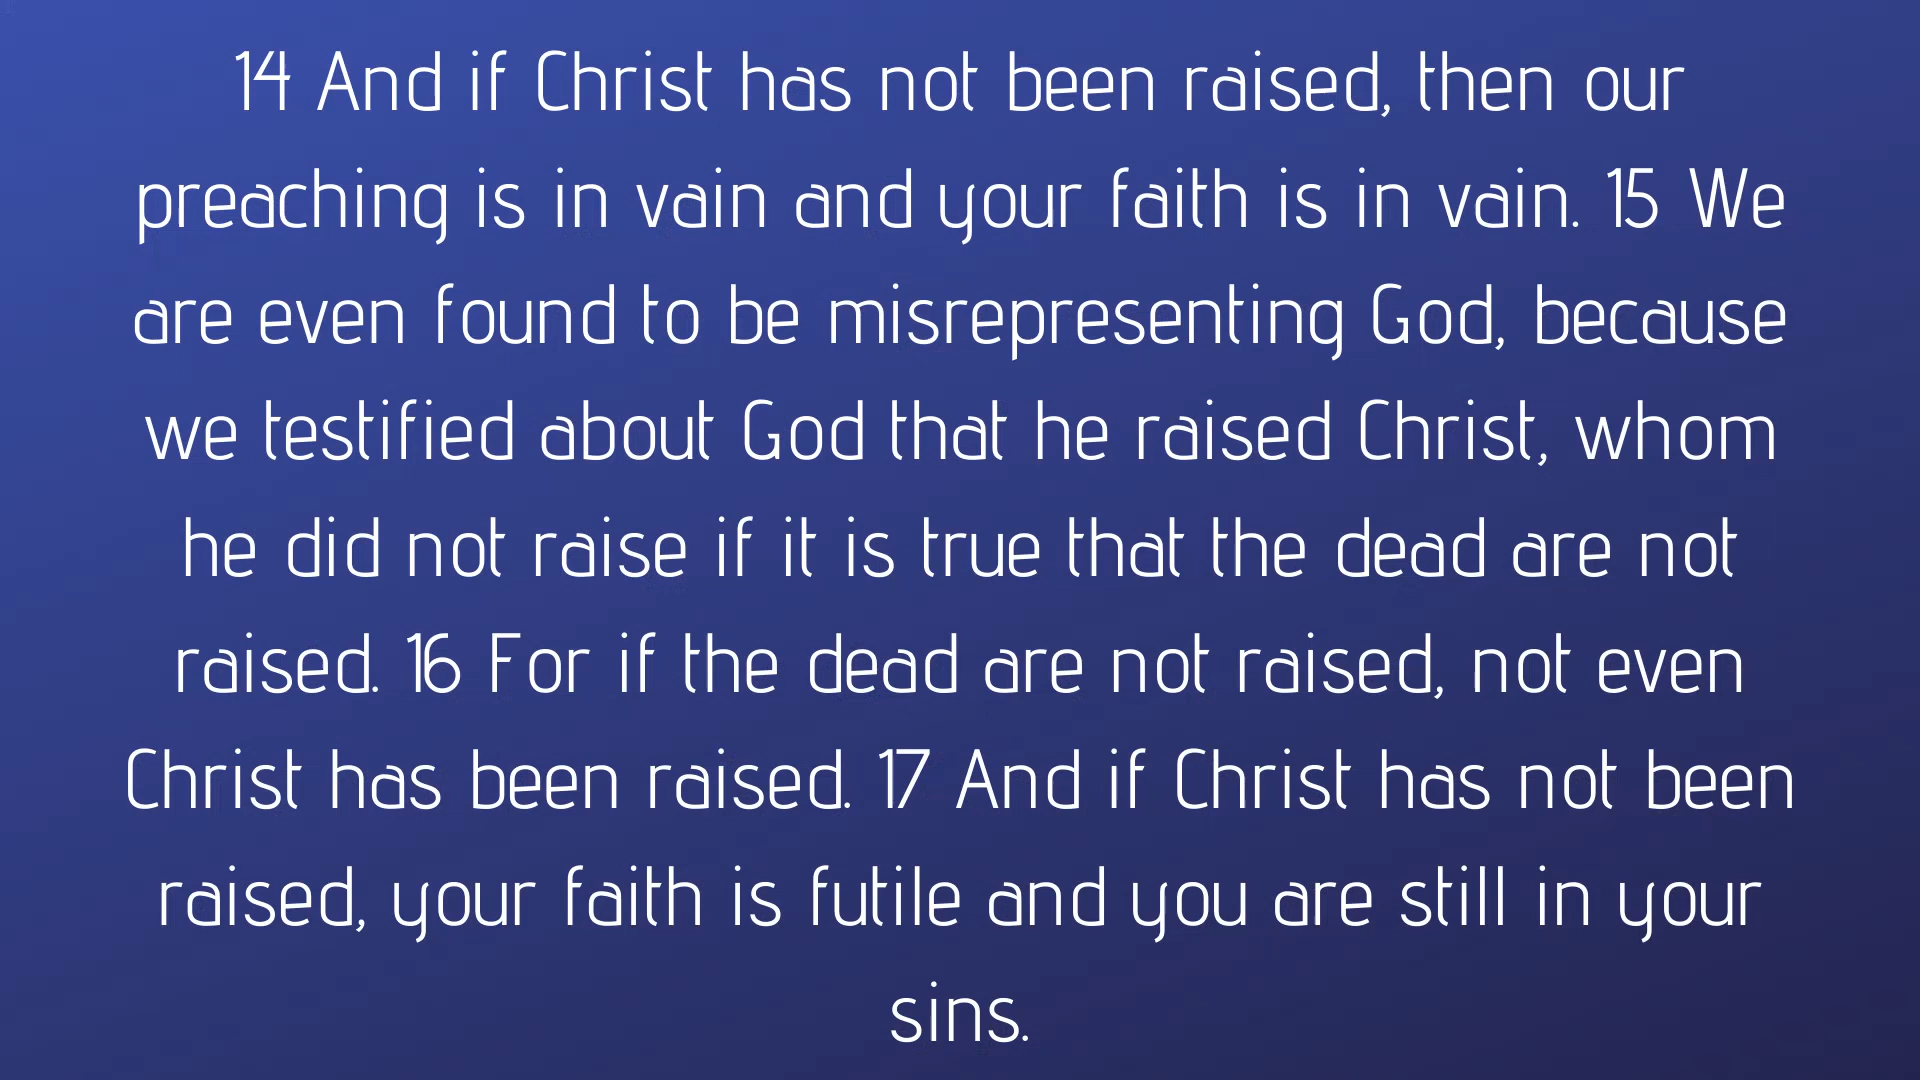 14 And if Christ has not been raised, then our
preaching is in vain and your faith is in vain. 15 We
are even found to be misrepresenting God, because
we testified about God that he raised Christ, whom
he did not raise if it is true that the dead are not
raised. 16 For if the dead are not raised, not even
Christ has been raised. 17 And if Christ has not been
raised, your faith is futile and you are still in your
sins.